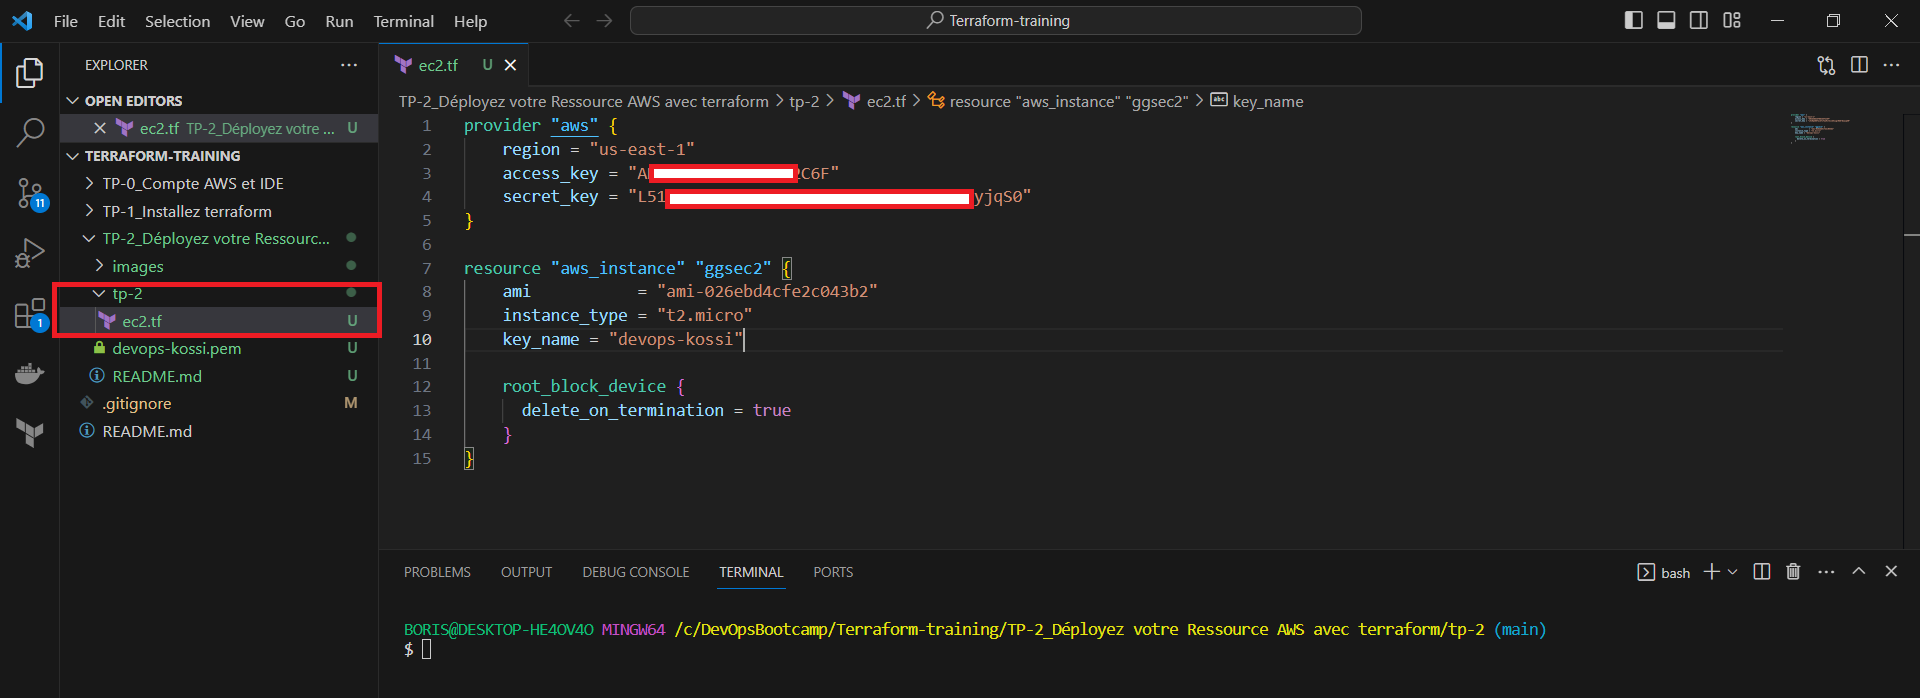 File Edit Selection View Go Run Terminal Help
Terraform-training
EXPLORER
OPEN EDITORS
ec2.tf TP-2_Déployez votre ... U
TERRAFORM-TRAINING
TP-0_Compte AWS et IDE
TP-1_Installez terraform
TP-2_Déployez votre Ressourc...
images
tp-2
ec2.tf U
devops-kossi.pem U
README.md U
.gitignore M
README.md
11
1
ec2.tf U
TP-2_Déployez votre Ressource AWS avec terraform > tp-2 > ec2.tf > resource "aws_instance" "ggsec2" > key_name
1 provider "aws" {
2 region = "us-east-1"
3 access_key = "A 2C6F"
4 secret_key = "L51 yjqS0"
5 }
6
7 resource "aws_instance" "ggsec2" {
8 ami = "ami-026ebd4cfe2c043b2"
9 instance_type = "t2.micro"
10 key_name = "devops-kossi"
11
12 root_block_device {
13 delete_on_termination = true
14 }
15 }
PROBLEMS OUTPUT DEBUG CONSOLE TERMINAL PORTS
bash
BORIS@DESKTOP-HE4OV4O MINGW64 /c/DevOpsBootcamp/Terraform-training/TP-2_Déployez votre Ressource AWS avec terraform/tp-2 (main)
$